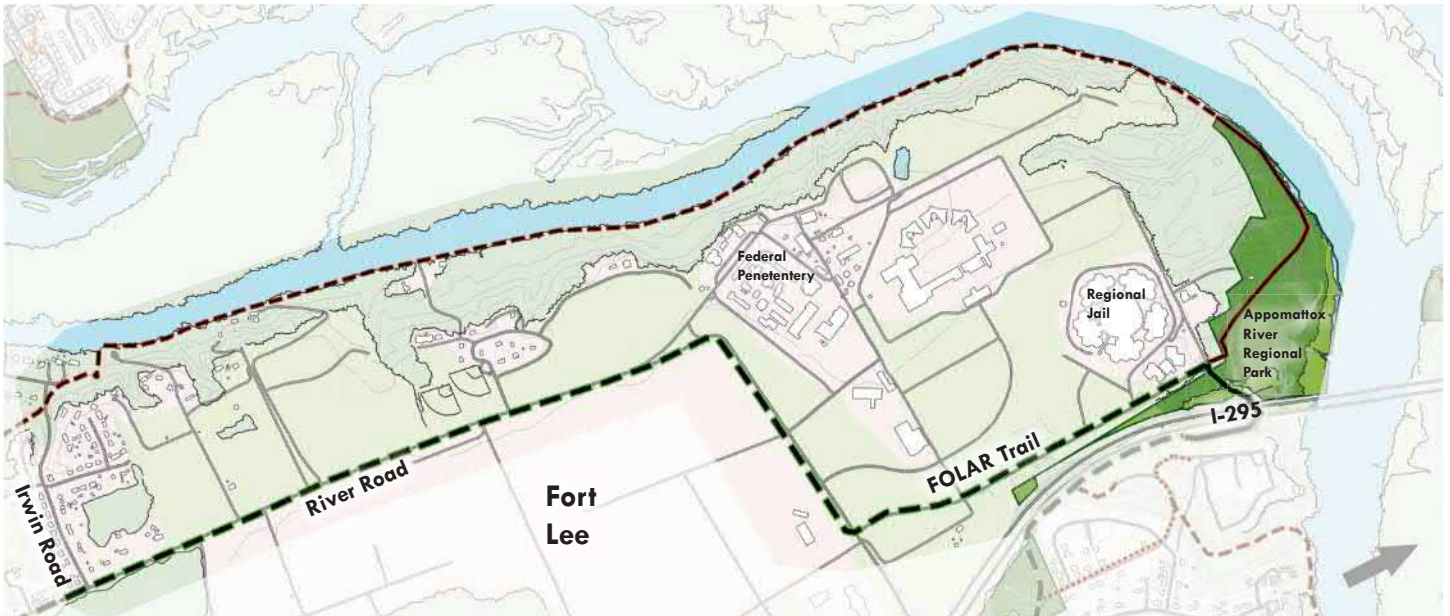 Federal
Penetentery
Regional
Jail
Appomattox
River
Regional
Park
I-295
FOLAR Trail
River Road
Fort
Lee
Irwin Road